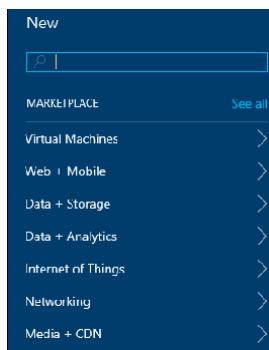 New
MARKETPLACE See all
Virtual Machines
Web + Mobile
Data + Storage
Data + Analytics
Internet of Things
Networking
Media + CDN